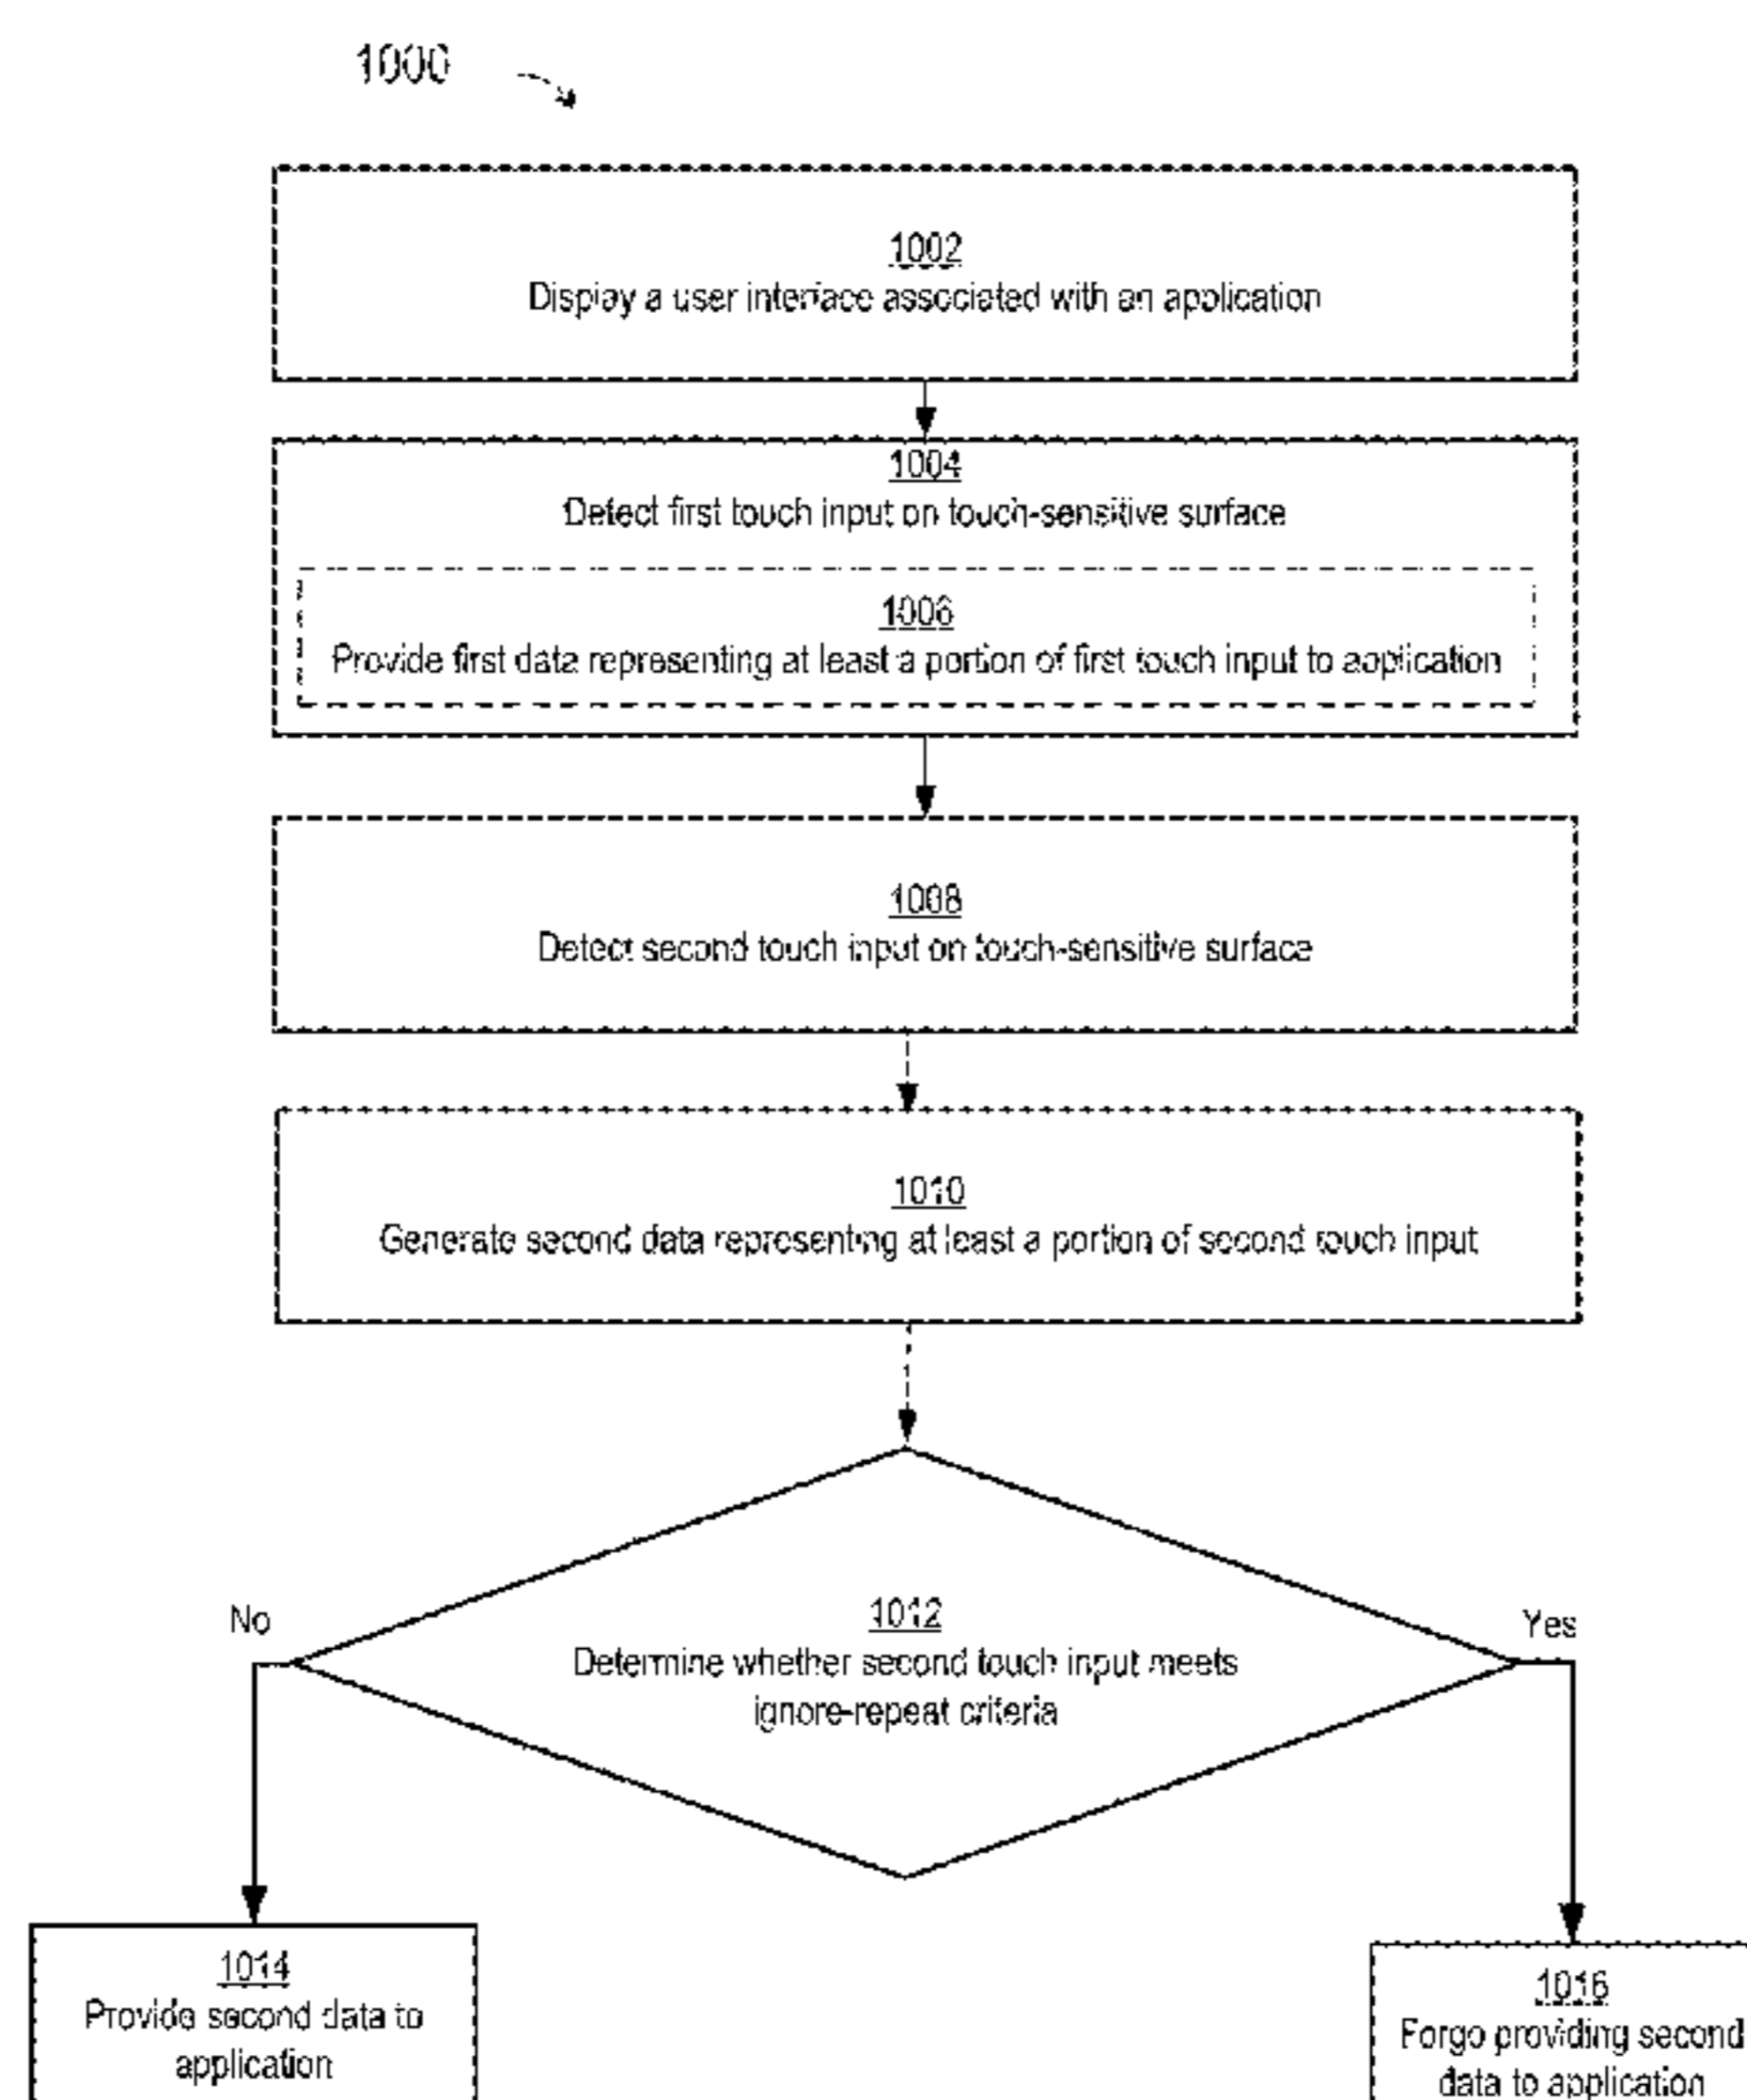 1000
1002
Display a user interface associated with an application
1004
Detect first touch input on touch-sensitive surface
1006
Provide first data representing at least a portion of first touch input to application
1008
Detect second touch input on touch-sensitive surface
1010
Generate second data representing at least a portion of second touch input
1012
Determine whether second touch input meets
ignore-repeat criteria
No
Yes
1014
Provide second data to
application
1016
Forgo providing second
data to application